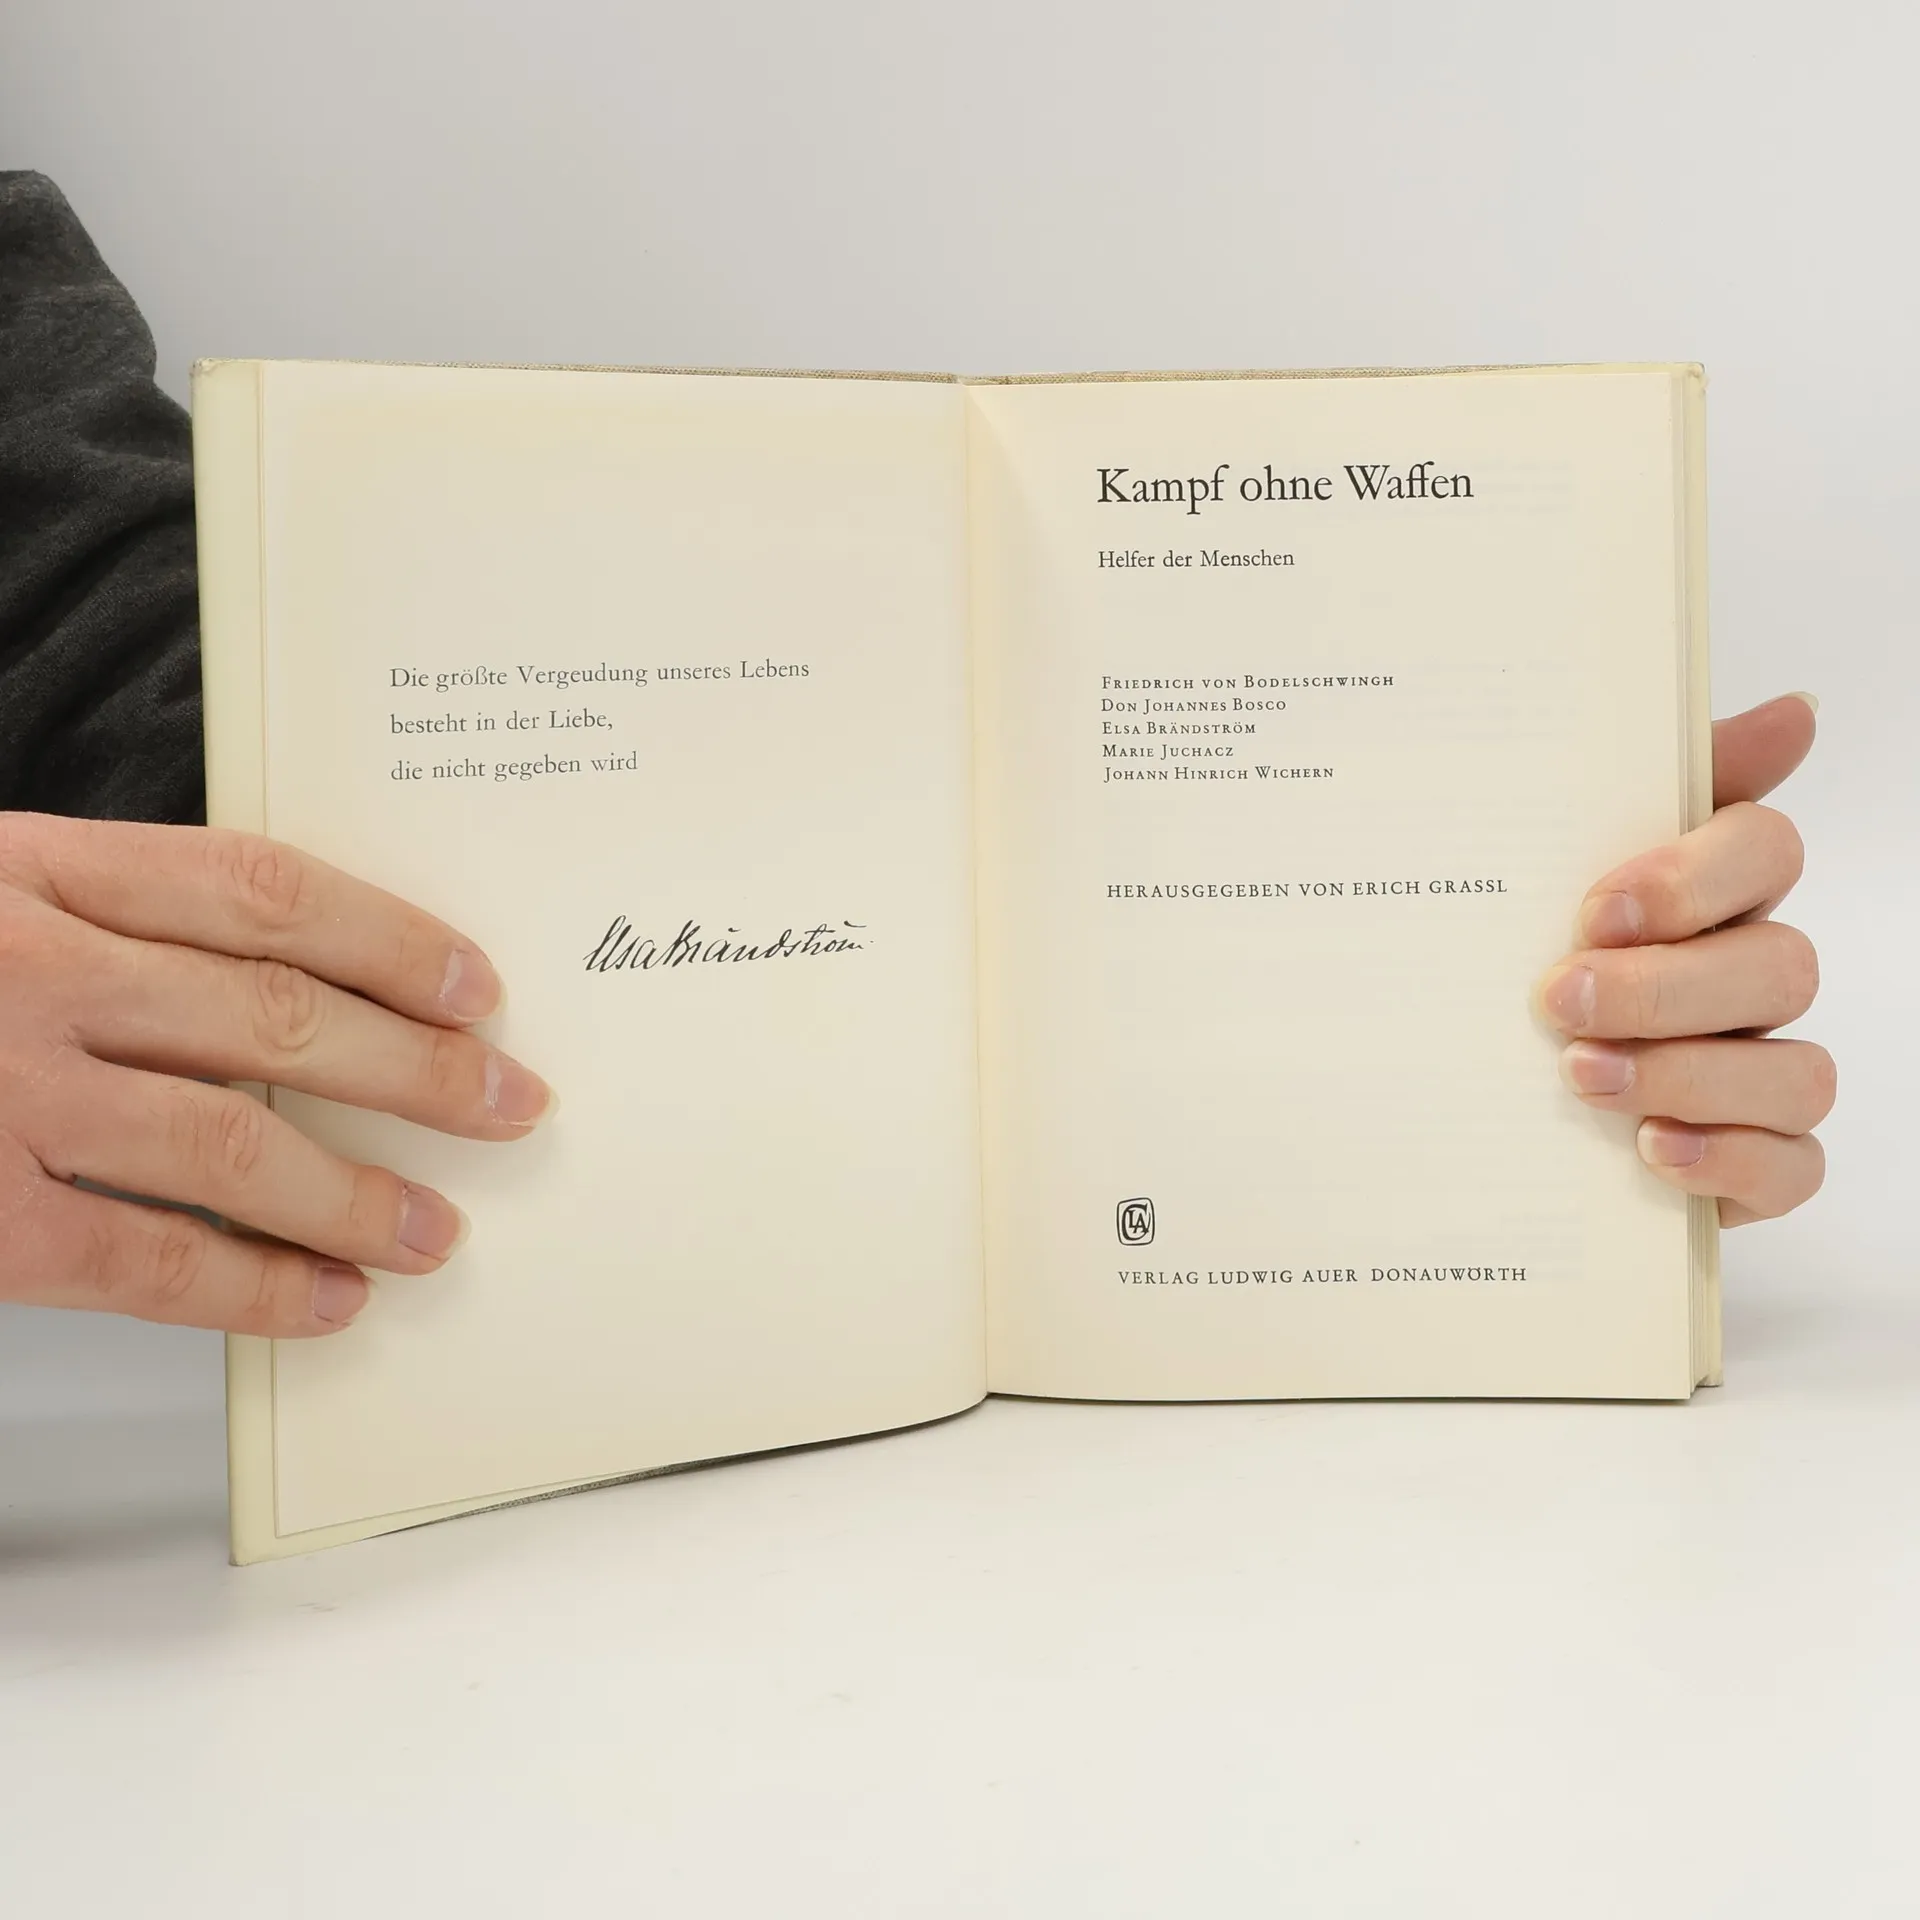 Die größte Vergeudung unseres Lebens
besteht in der Liebe,
die nicht gegeben wird
Elsa Brändström.
Kampf ohne Waffen
Helfer der Menschen
FRIEDRICH VON BODELSCHWINGH
DON JOHANNES BOSCO
ELSA BRÄNDSTRÖM
MARIE JUCHACZ
JOHANN HINRICH WICHERN
HERAUSGEGEBEN VON ERICH GRASSL
CLA
VERLAG LUDWIG AUER DONAUWÖRTH